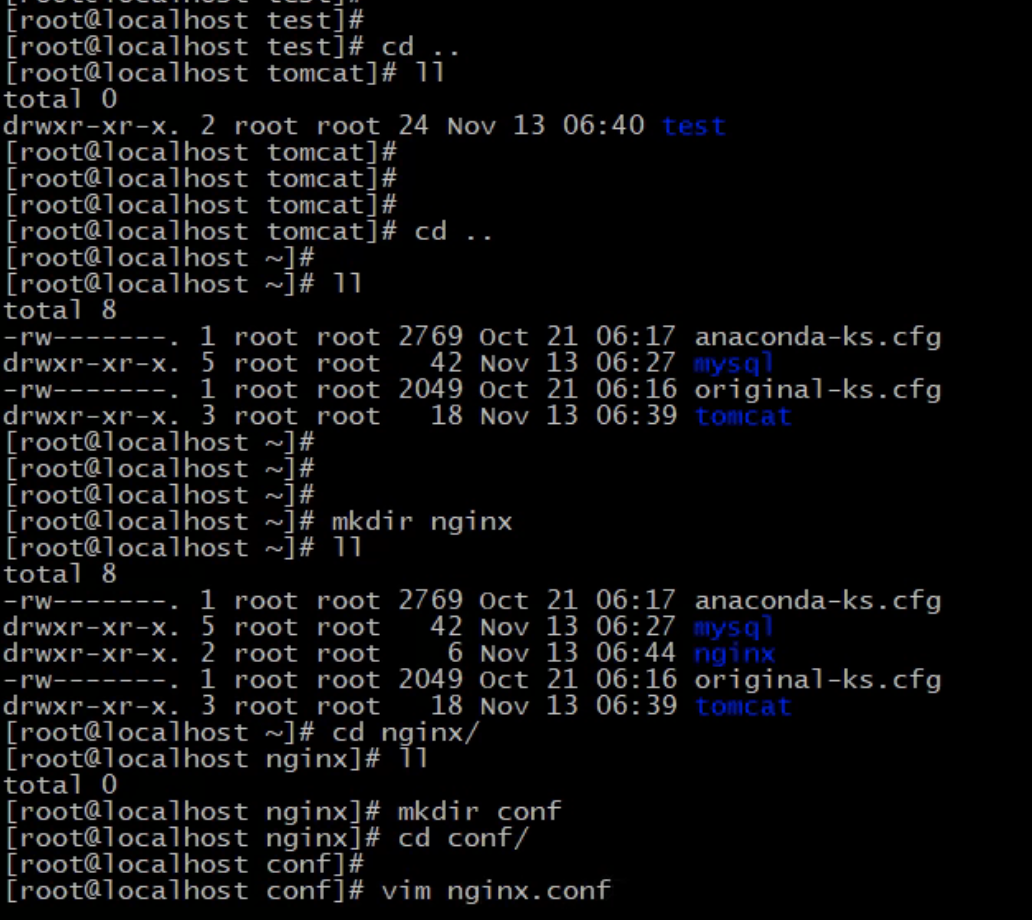 [root@localhost test]#
[root@localhost test]#
[root@localhost test]# cd ..
[root@localhost tomcat]# ll
total 0
drwxr-xr-x. 2 root root 24 Nov 13 06:40 test
[root@localhost tomcat]#
[root@localhost tomcat]#
[root@localhost tomcat]#
[root@localhost tomcat]# cd ..
[root@localhost ~]#
[root@localhost ~]# ll
total 8
-rw-------. 1 root root 2769 Oct 21 06:17 anaconda-ks.cfg
drwxr-xr-x. 5 root root   42 Nov 13 06:27 mysql
-rw-------. 1 root root 2049 Oct 21 06:16 original-ks.cfg
drwxr-xr-x. 3 root root   18 Nov 13 06:39 tomcat
[root@localhost ~]#
[root@localhost ~]#
[root@localhost ~]#
[root@localhost ~]# mkdir nginx
[root@localhost ~]# ll
total 8
-rw-------. 1 root root 2769 Oct 21 06:17 anaconda-ks.cfg
drwxr-xr-x. 5 root root   42 Nov 13 06:27 mysql
drwxr-xr-x. 2 root root    6 Nov 13 06:44 nginx
-rw-------. 1 root root 2049 Oct 21 06:16 original-ks.cfg
drwxr-xr-x. 3 root root   18 Nov 13 06:39 tomcat
[root@localhost ~]# cd nginx/
[root@localhost nginx]# ll
total 0
[root@localhost nginx]# mkdir conf
[root@localhost nginx]# cd conf/
[root@localhost conf]#
[root@localhost conf]# vim nginx.conf